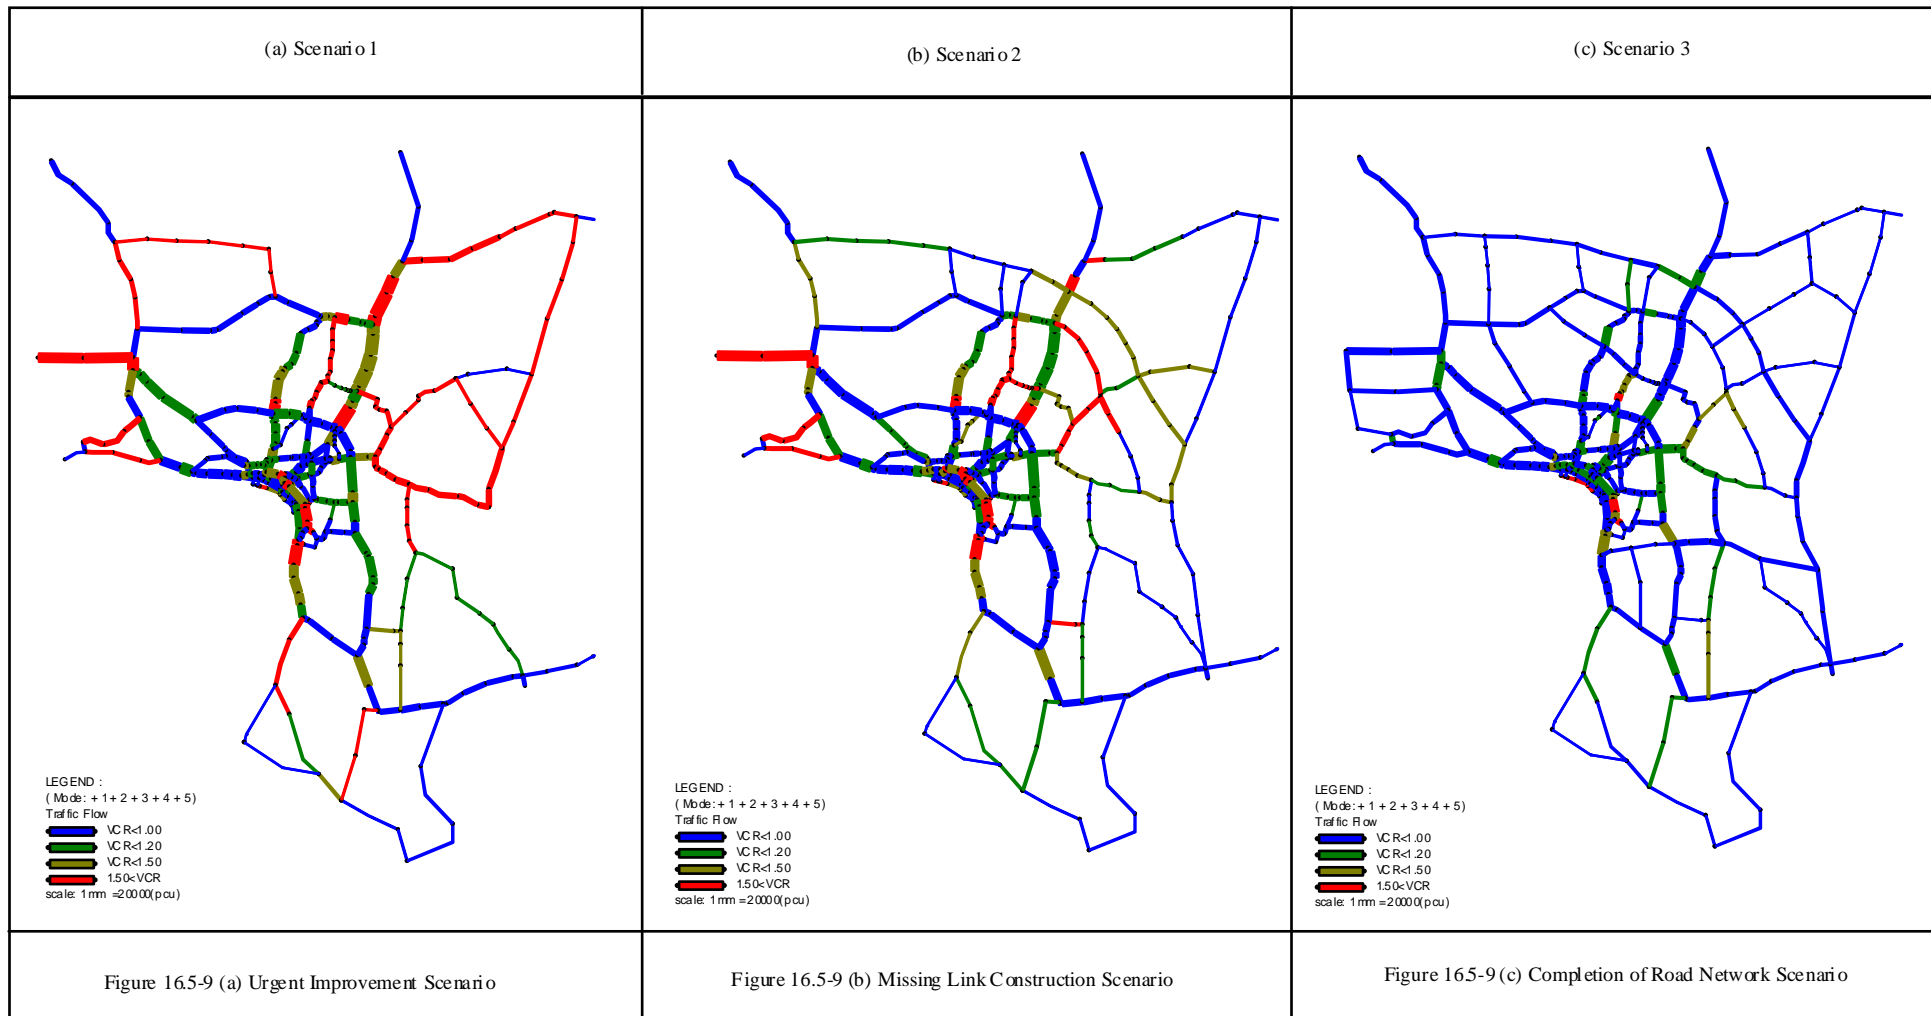 (a) Scenario 1
(b) Scenario 2
(c) Scenario 3
LEGEND :
( Mode: + 1 + 2 + 3 + 4 + 5)
Traffic Flow
VCR<1.00
VCR<1.20
VCR<1.50
1.50<VCR
scale: 1mm =20000(pcu)
LEGEND :
( Mode: + 1 + 2 + 3 + 4 + 5)
Traffic Flow
VCR<1.00
VCR<1.20
VCR<1.50
1.50<VCR
scale: 1mm =20000(pcu)
LEGEND :
( Mode: + 1 + 2 + 3 + 4 + 5)
Traffic Flow
VCR<1.00
VCR<1.20
VCR<1.50
1.50<VCR
scale: 1mm =20000(pcu)
Figure 16.5-9 (a) Urgent Improvement Scenario
Figure 16.5-9 (b) Missing Link Construction Scenario
Figure 16.5-9 (c) Completion of Road Network Scenario